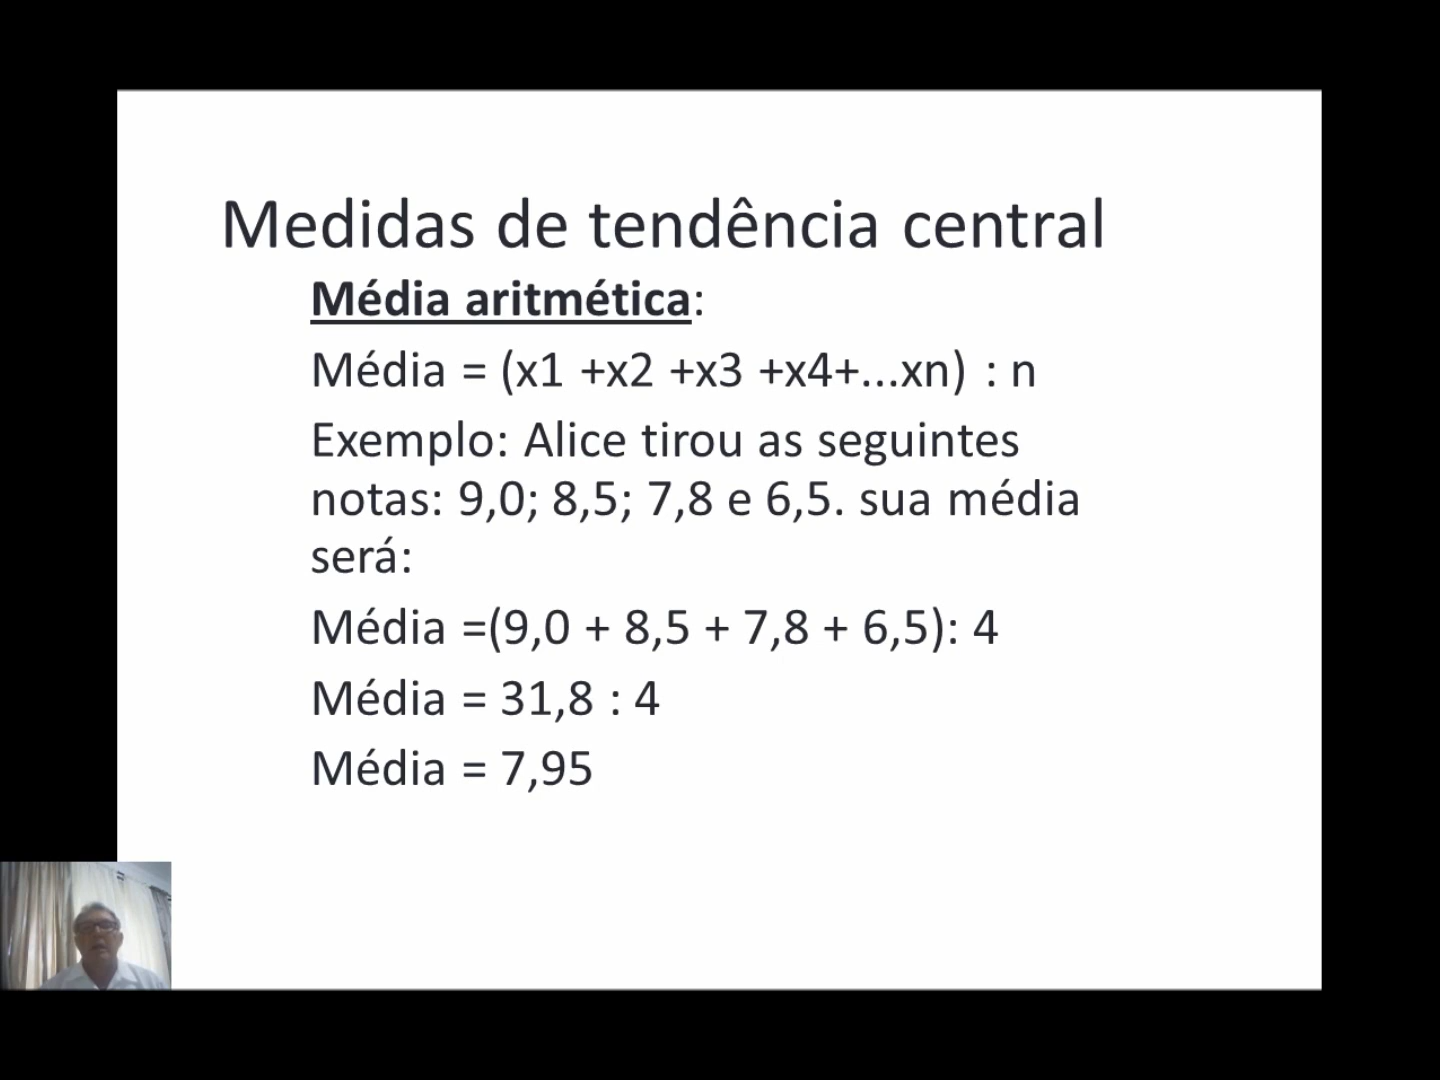 Medidas de tendência central
Média aritmética:
Média = (x1 +x2 +x3 +x4+...xn) : n
Exemplo: Alice tirou as seguintes
notas: 9,0; 8,5; 7,8 e 6,5. sua média
será:
Média =(9,0 + 8,5 + 7,8 + 6,5): 4
Média = 31,8 : 4
Média = 7,95